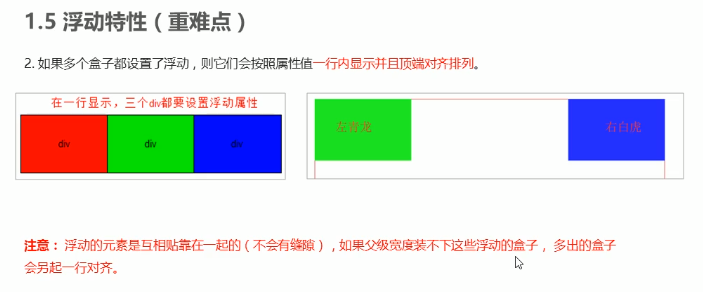 1.5 浮动特性（重难点）
2. 如果多个盒子都设置了浮动，则它们会按照属性值一行内显示并且顶端对齐排列。
在一行显示，三个div都要设置浮动属性
div
div
div
左青龙
右白虎
注意： 浮动的元素是互相贴靠在一起的（不会有缝隙），如果父级宽度装不下这些浮动的盒子， 多出的盒子
会另起一行对齐。